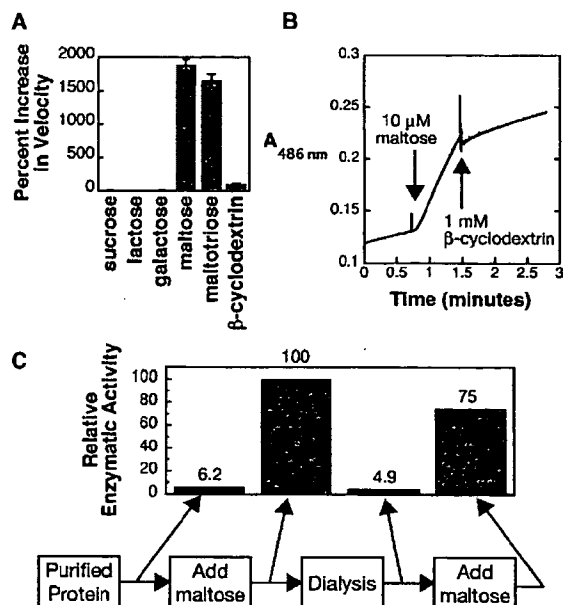 A
Percent Increase
in Velocity
2000
1500
1000
500
0
sucrose
lactose
galactose
maltose
maltotriose
β-cyclodextrin
B
A486 nm
0.3
0.25
0.2
0.15
0.1
10 µM
maltose
1 mM
β-cyclodextrin
0 0.5 1 1.5 2 2.5 3
Time (minutes)
C
Relative
Enzymatic Activity
100
80
60
40
20
0
6.2
100
4.9
75
Purified
Protein
Add
maltose
Dialysis
Add
maltose